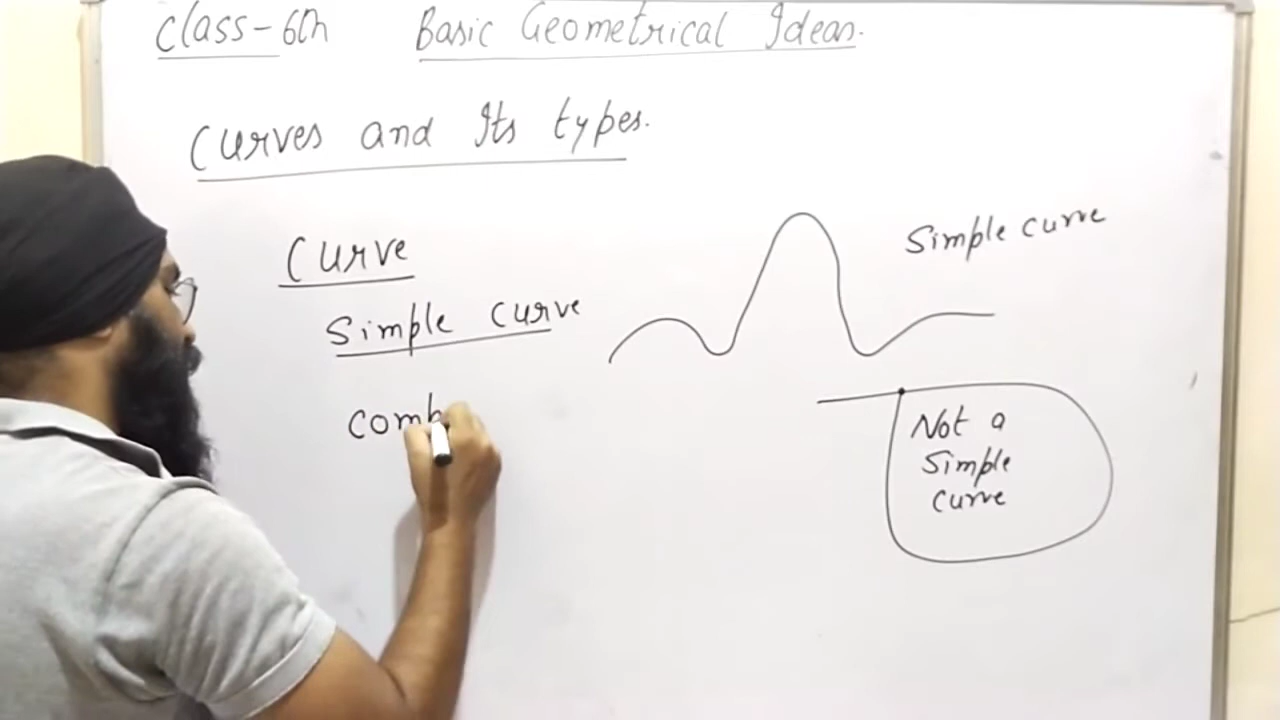 Class-6th Basic Geometrical Ideas.
Curves and Its types.
Curve
Simple curve
Simple curve
Not a
Simple
curve